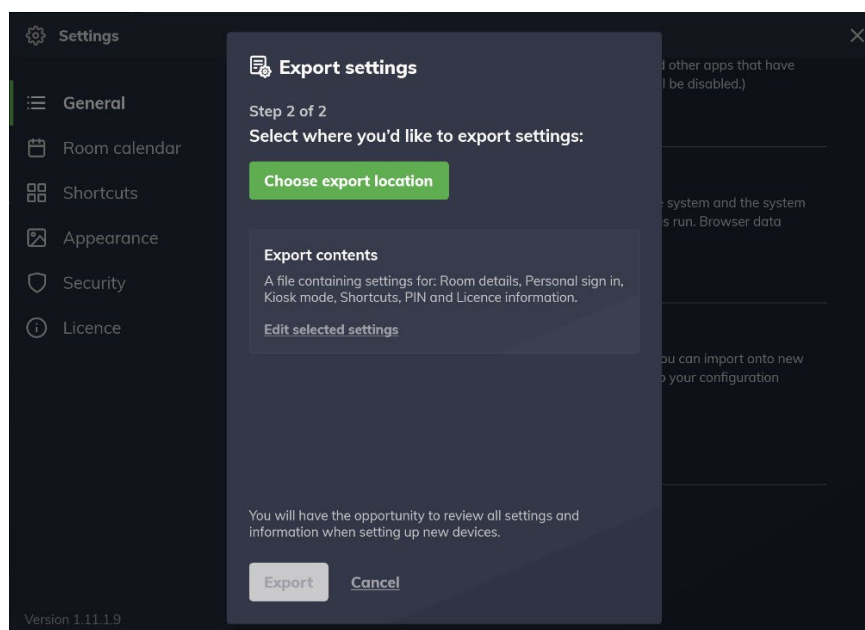 Settings
General
Room calendar
Shortcuts
Appearance
Security
Licence
Version 1.11.1.9
Export settings
Step 2 of 2
Select where you’d like to export settings:
Choose export location
Export contents
A file containing settings for: Room details, Personal sign in,
Kiosk mode, Shortcuts, PIN and Licence information.
Edit selected settings
You will have the opportunity to review all settings and
information when setting up new devices.
Export
Cancel
other apps that have
be disabled.)
system and the system
is run. Browser data
ou can import onto new
your configuration